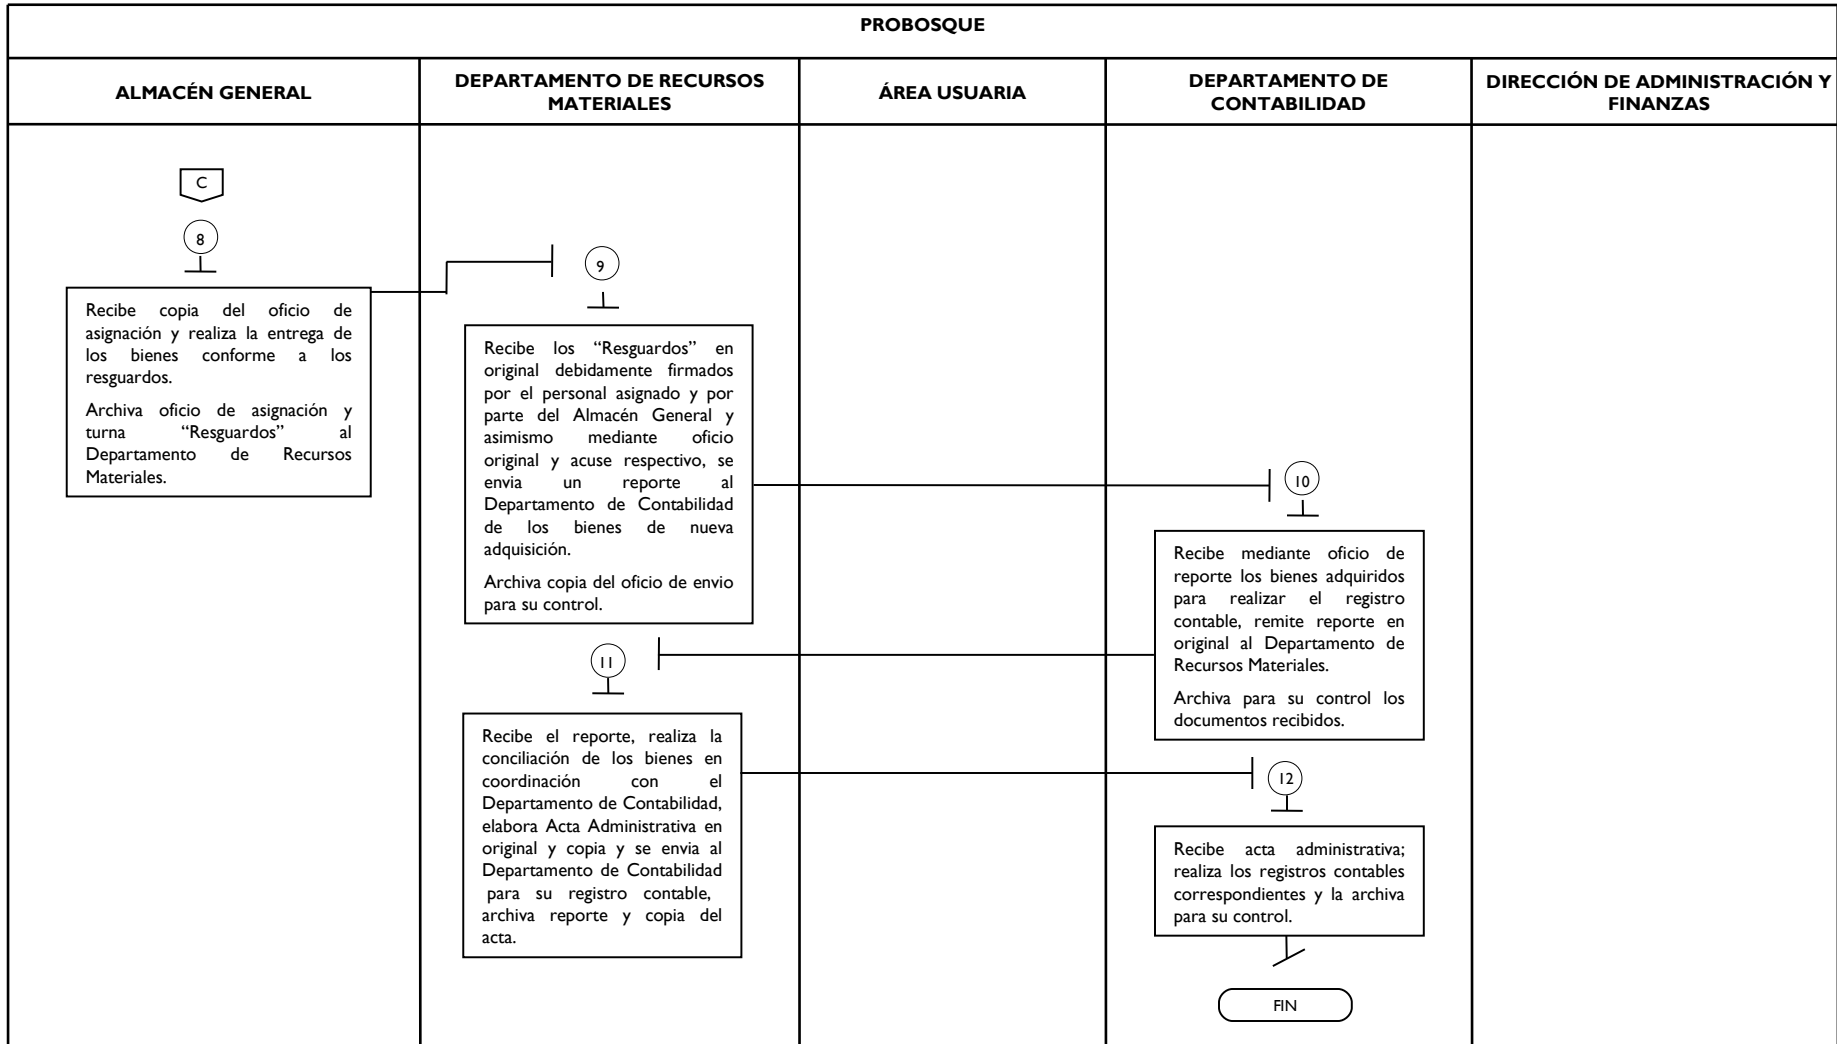 PROBOSQUE
ALMACÉN GENERAL
DEPARTAMENTO DE RECURSOS
MATERIALES
ÁREA USUARIA
DEPARTAMENTO DE
CONTABILIDAD
DIRECCIÓN DE ADMINISTRACIÓN Y
FINANZAS
C
8
Recibe copia del oficio de
asignación y realiza la entrega de
los bienes conforme a los
resguardos.
Archiva oficio de asignación y
turna “Resguardos” al
Departamento de Recursos
Materiales.
9
Recibe los “Resguardos” en
original debidamente firmados
por el personal asignado y por
parte del Almacén General y
asimismo mediante oficio
original y acuse respectivo, se
envia un reporte al
Departamento de Contabilidad
de los bienes de nueva
adquisición.
Archiva copia del oficio de envio
para su control.
10
Recibe mediante oficio de
reporte los bienes adquiridos
para realizar el registro
contable, remite reporte en
original al Departamento de
Recursos Materiales.
Archiva para su control los
documentos recibidos.
11
Recibe el reporte, realiza la
conciliación de los bienes en
coordinación con el
Departamento de Contabilidad,
elabora Acta Administrativa en
original y copia y se envia al
Departamento de Contabilidad
para su registro contable,
archiva reporte y copia del
acta.
12
Recibe acta administrativa;
realiza los registros contables
correspondientes y la archiva
para su control.
FIN